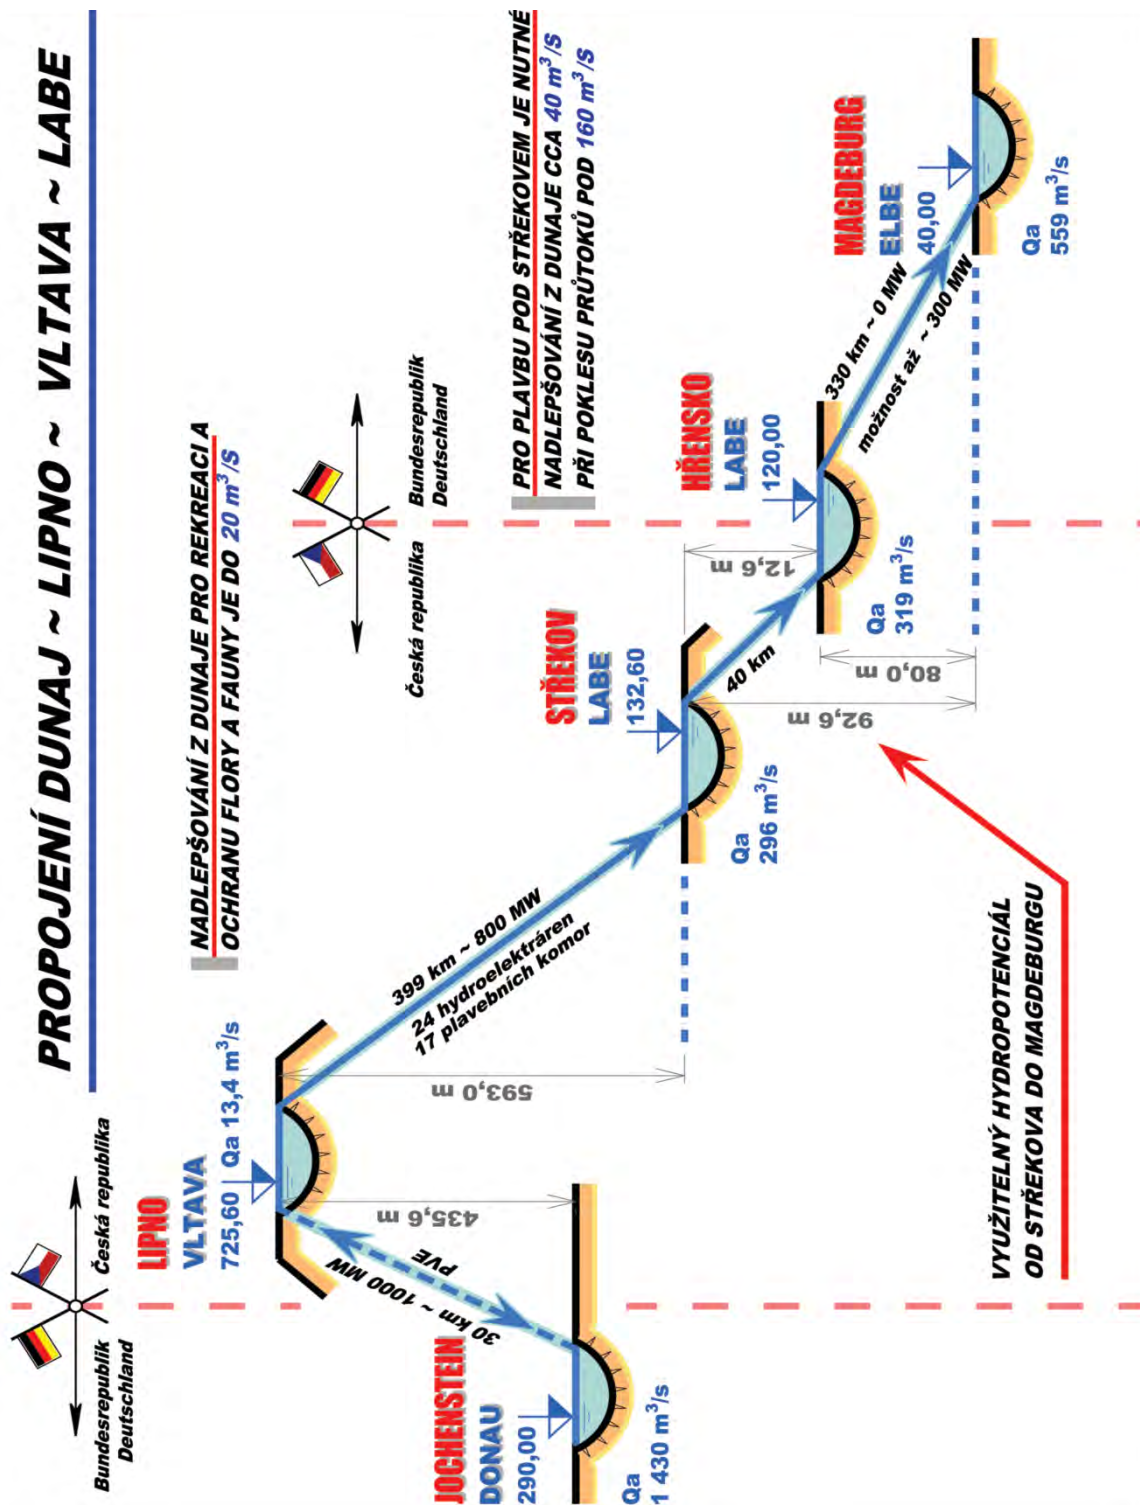 PROPOJENÍ DUNAJ ~ LIPNO ~ VLTAVA ~ LABE
Bundesrepublik
Deutschland
Česká republika
NADLEPŠOVÁNÍ Z DUNAJE PRO REKREACI A
OCHRANU FLORY A FAUNY JE DO 20 m³/S
Česká republika
Bundesrepublik
Deutschland
PRO PLAVBU POD STŘEKOVEM JE NUTNÉ
NADLEPŠOVÁNÍ Z DUNAJE CCA 40 m³/S
PŘI POKLESU PRŮTOKŮ POD 160 m³/S
LIPNO
VLTAVA
725,60
Qa 13,4 m³/s
435,6 m
593,0 m
PVE
30 km ~ 1000 MW
JOCHENSTEIN
DONAU
290,00
Qa
1 430 m³/s
399 km ~ 800 MW
24 hydroelektráren
17 plavebních komor
STŘEKOV
LABE
132,60
Qa
296 m³/s
40 km
12,6 m
92,6 m
HŘENSKO
LABE
120,00
Qa
319 m³/s
80,0 m
330 km ~ 0 MW
možnost až ~ 300 MW
MAGDEBURG
ELBE
40,00
Qa
559 m³/s
VYUŽITELNÝ HYDROPOTENCIÁL
OD STŘEKOVA DO MAGDEBURGU